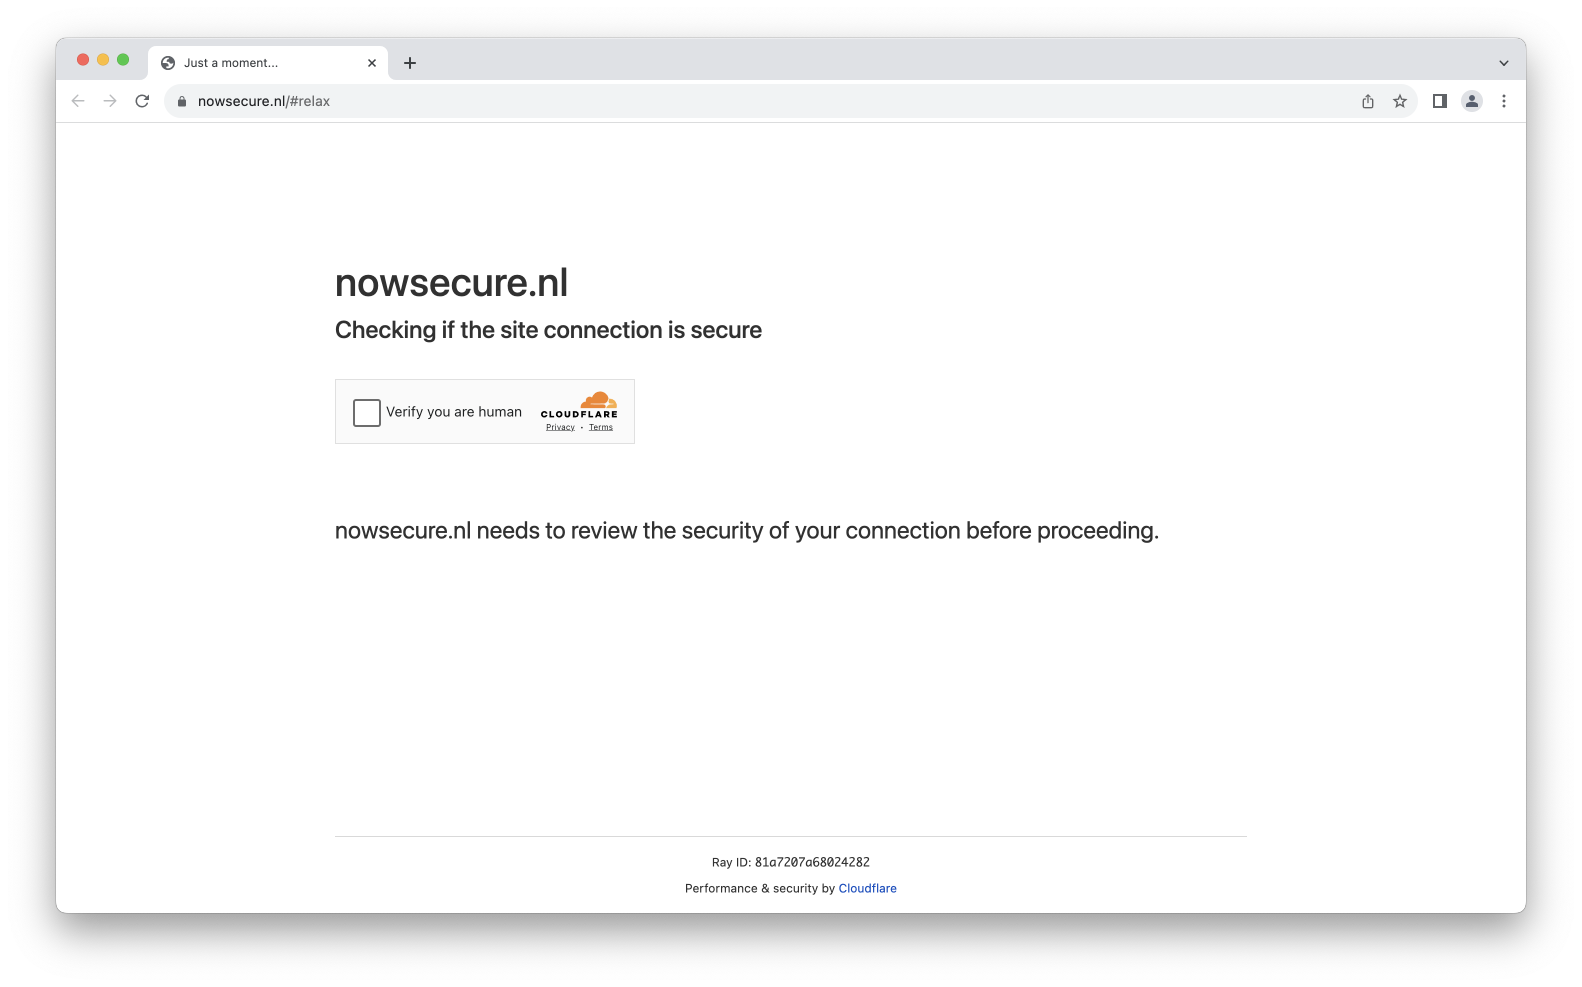 Just a moment...
nowsecure.nl/#relax
nowsecure.nl
Checking if the site connection is secure
Verify you are human
CLOUDFLARE
Privacy • Terms
nowsecure.nl needs to review the security of your connection before proceeding.
Ray ID: 81a7207a68024282
Performance & security by Cloudflare